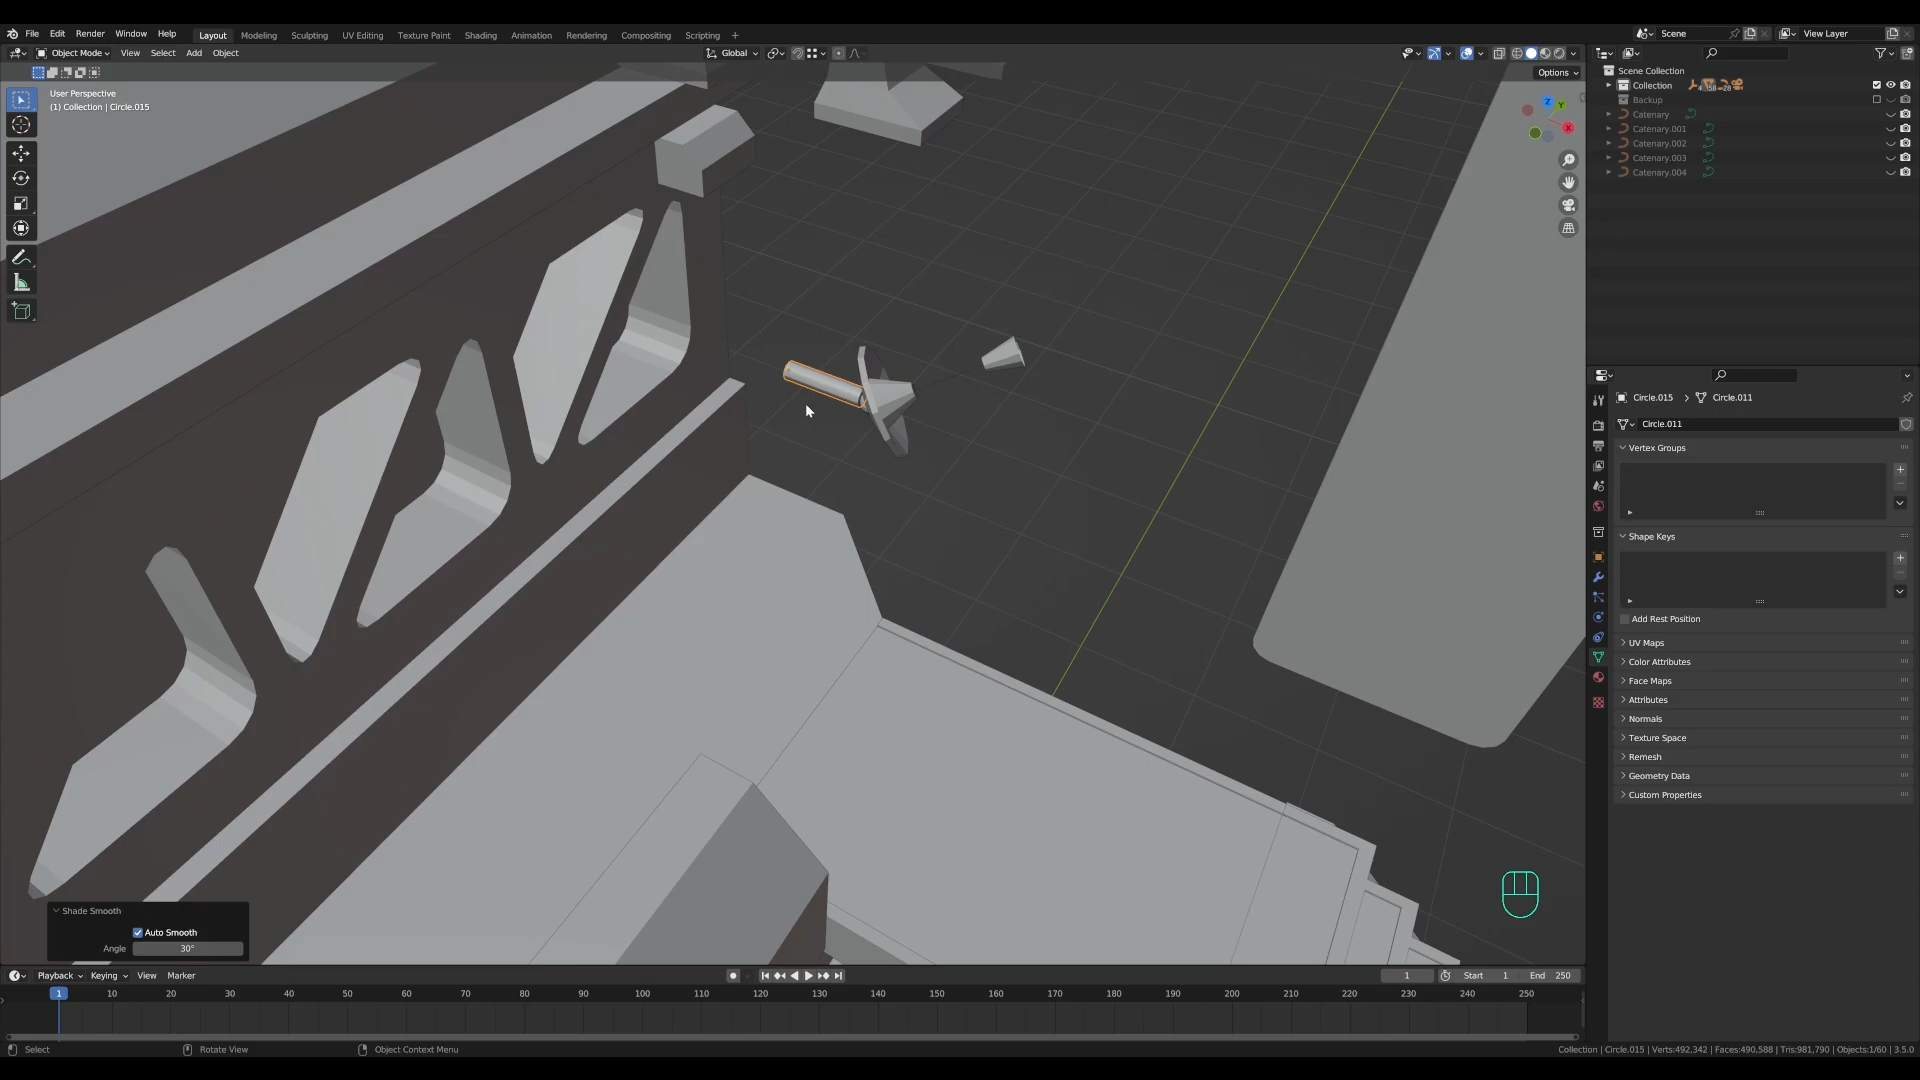 File Edit Render Window Help Layout Modeling Sculpting UV Editing Texture Paint Shading Animation Rendering Compositing Scripting + Scene View Layer
Object Mode View Select Add Object Global
Options
User Perspective
(1) Collection | Circle.015
Z
Y
X
Scene Collection
Collection
Backup
Catenary
Catenary.001
Catenary.002
Catenary.003
Catenary.004
Circle.015 Circle.011
Circle.011
Vertex Groups
Shape Keys
Add Rest Position
UV Maps
Color Attributes
Face Maps
Attributes
Normals
Texture Space
Remesh
Geometry Data
Custom Properties
Shade Smooth
Auto Smooth
Angle 30°
Playback Keying View Marker 1 Start 1 End 250
1 10 20 30 40 50 60 70 80 90 100 110 120 130 140 150 160 170 180 190 200 210 220 230 240 250
Select Rotate View Object Context Menu Collection | Circle.015 | Verts:492,342 | Faces:490,588 | Tris:981,790 | Objects:1/60 | 3.5.0